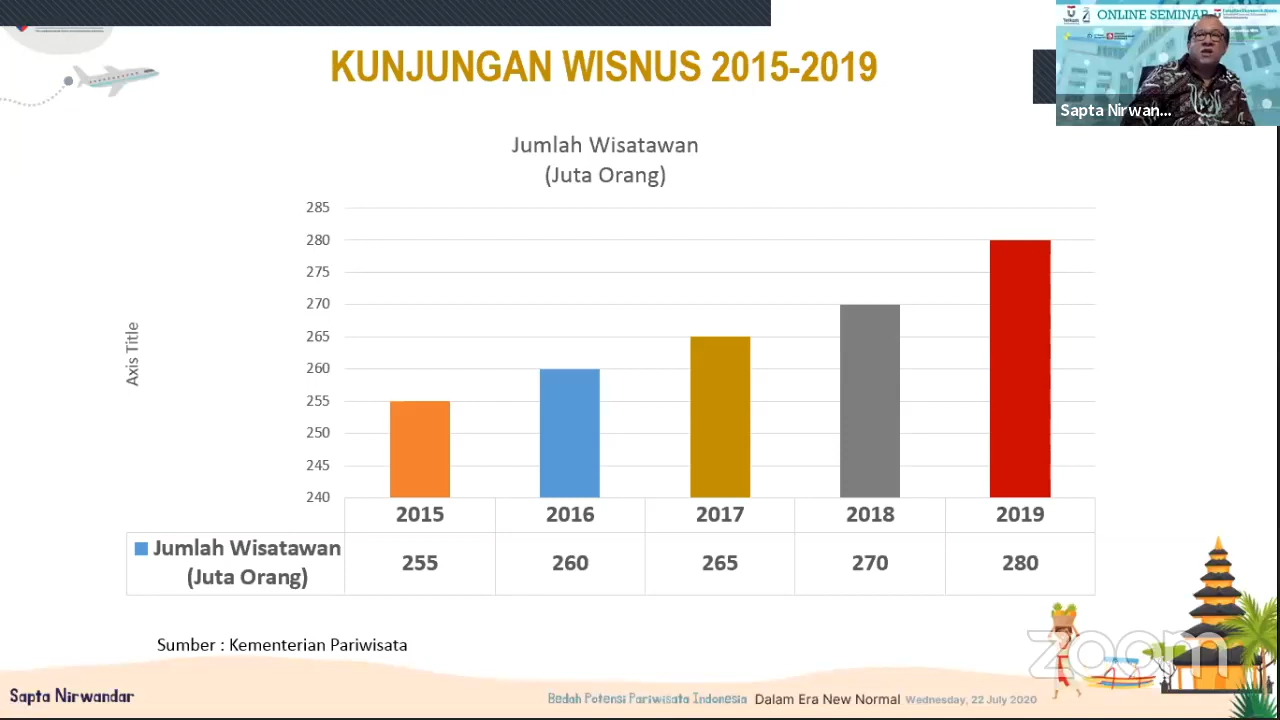 ONLINE SEMINAR
KUNJUNGAN WISNUS 2015-2019
Sapta Nirwan...
Jumlah Wisatawan
(Juta Orang)
285
280
275
270
265
260
255
250
245
240
Axis Title
2015 2016 2017 2018 2019
Jumlah Wisatawan
(Juta Orang)
255 260 265 270 280
Sumber : Kementerian Pariwisata
zoom
Sapta Nirwandar
Bedah Potensi Pariwisata Indonesia Dalam Era New Normal Wednesday, 22 July 2020